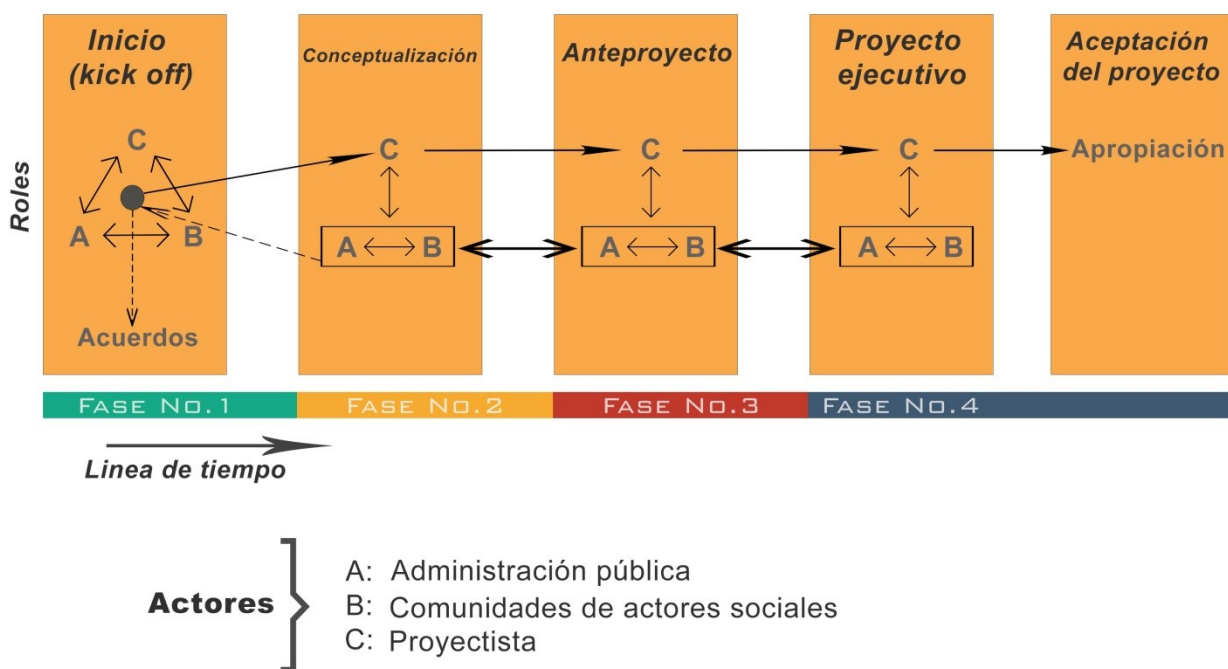 Inicio
(kick off)
Conceptualización
Anteproyecto
Proyecto
ejecutivo
Aceptación
del proyecto
Roles
C
A
B
Acuerdos
C
A
B
C
A
B
C
A
B
Apropiación
FASE NO.1
FASE NO.2
FASE NO.3
FASE NO.4
Linea de tiempo
Actores
A: Administración pública
B: Comunidades de actores sociales
C: Proyectista